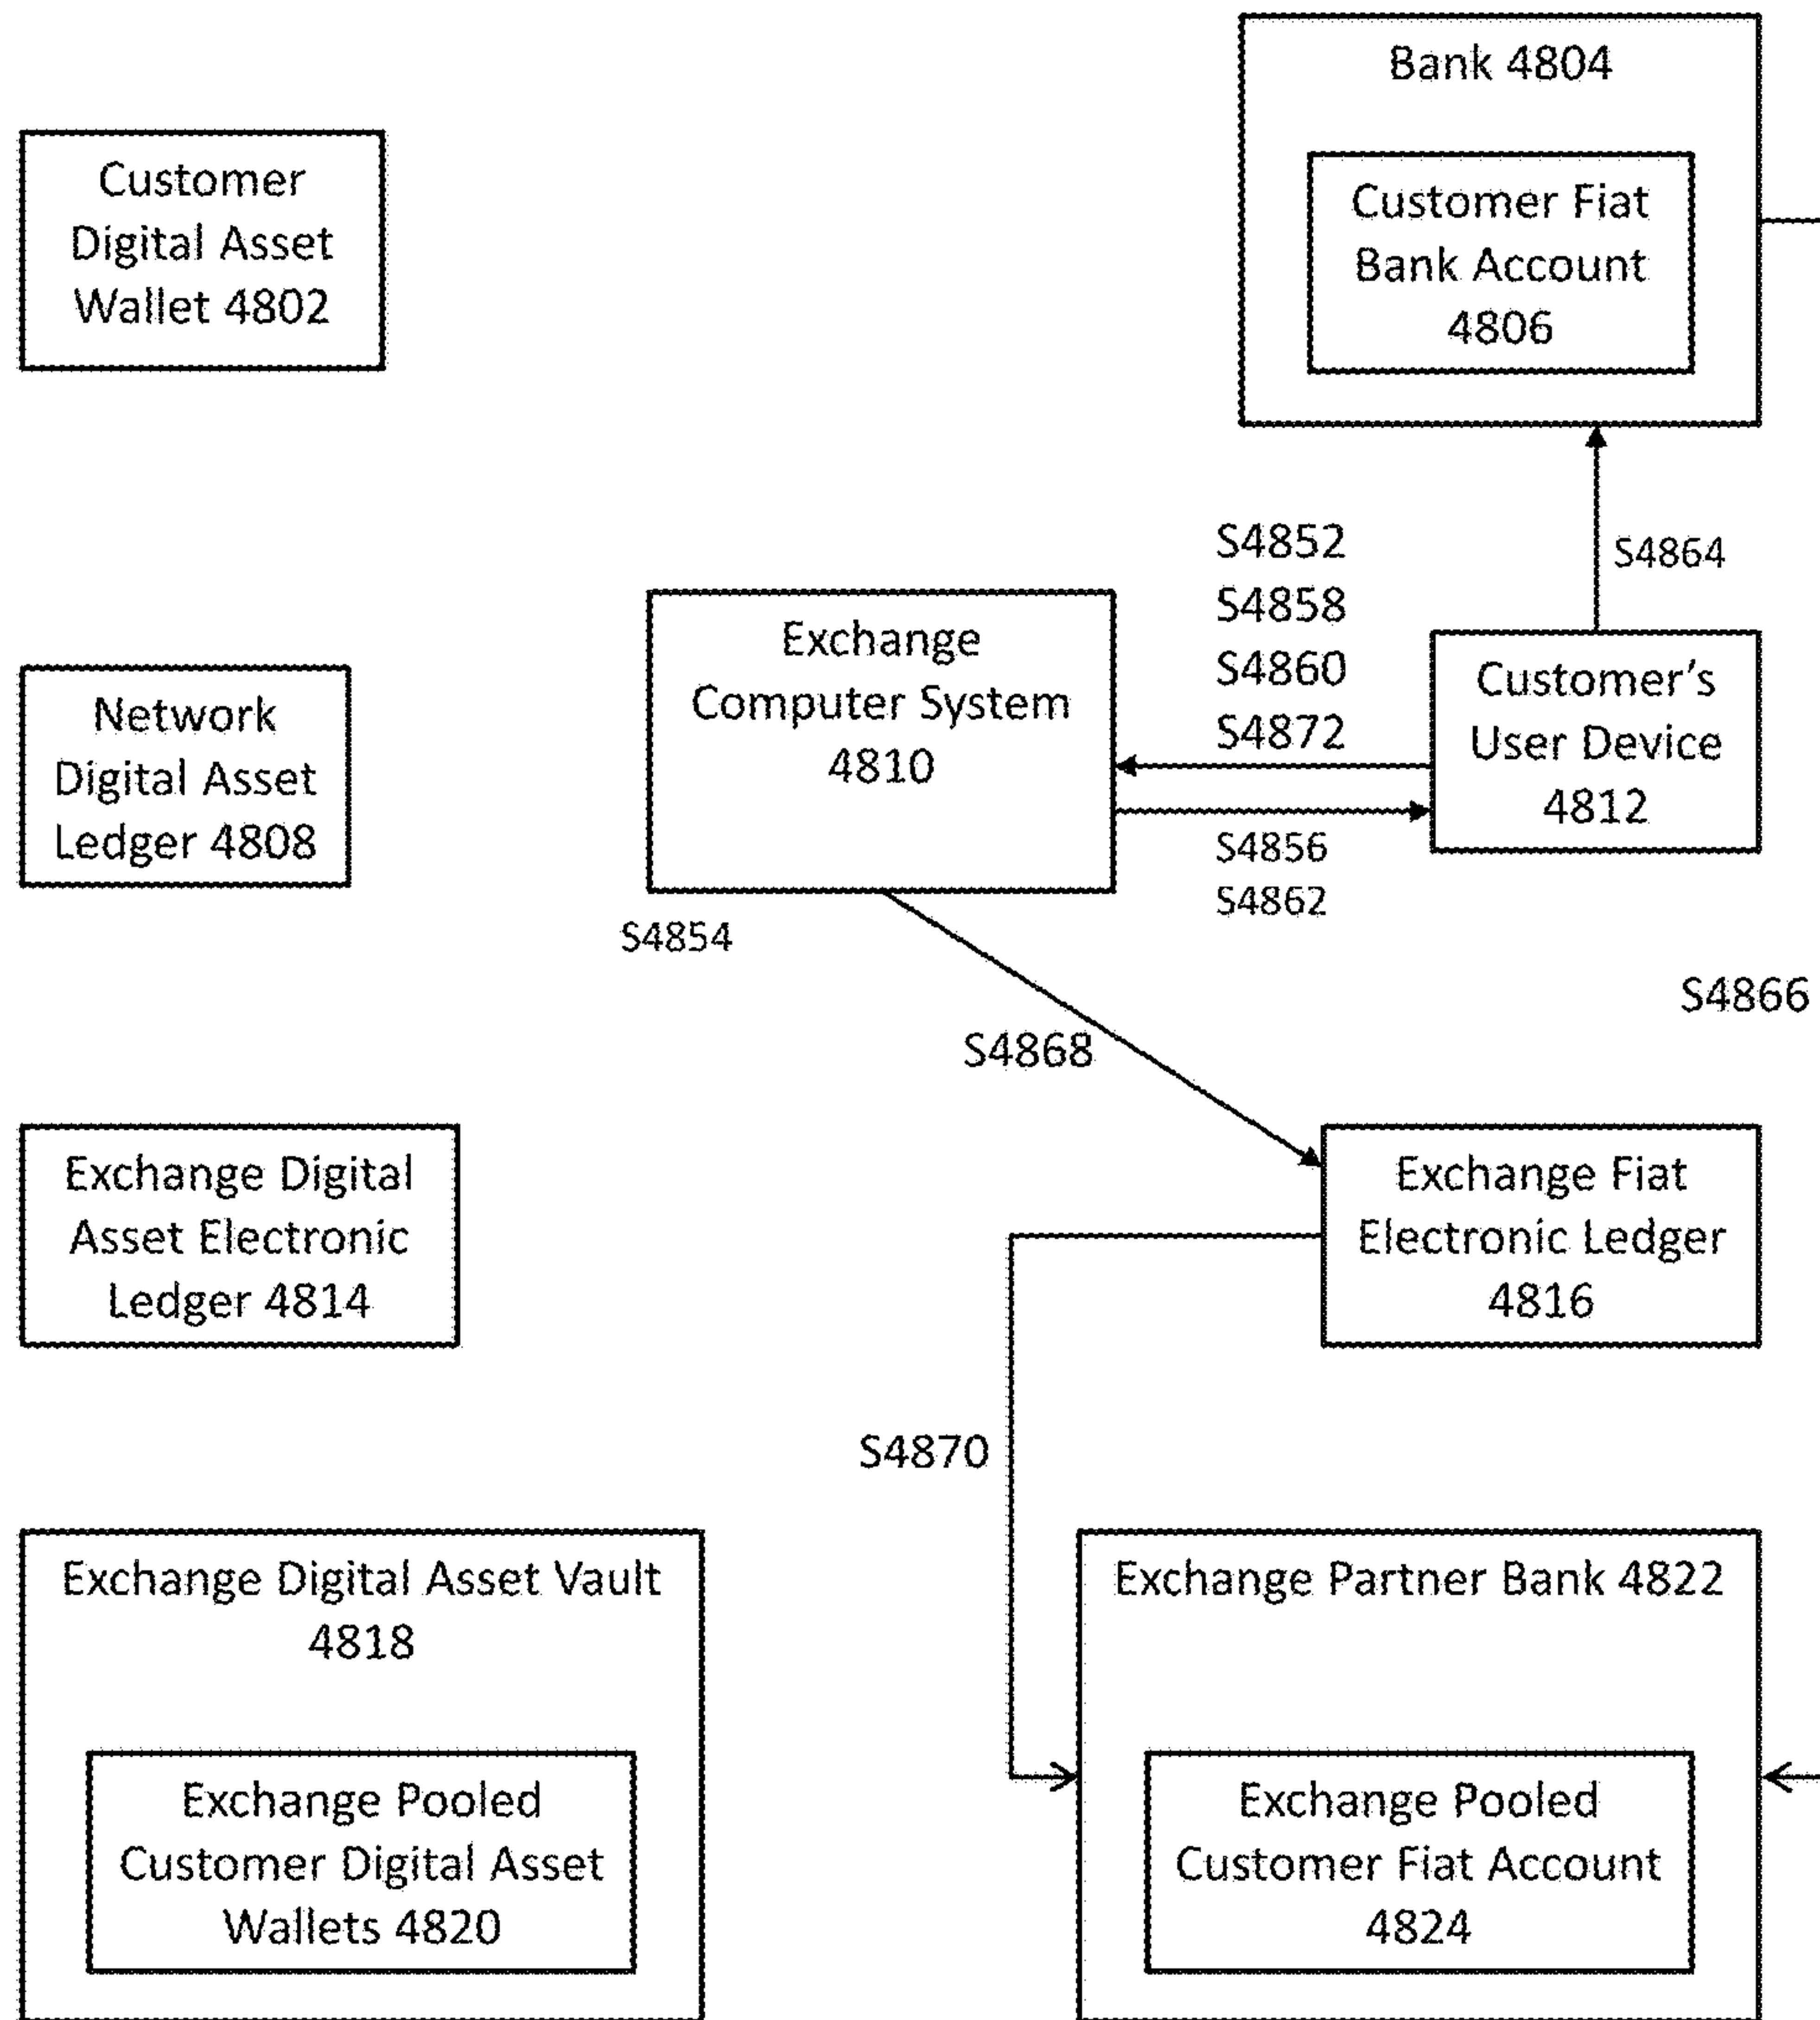 Bank 4804
Customer
Digital Asset
Wallet 4802
Customer Fiat
Bank Account
4806
S4852
S4858
S4860
S4872
S4864
Exchange
Computer System
4810
Customer's
User Device
4812
Network
Digital Asset
Ledger 4808
S4856
S4862
S4854
S4866
S4868
Exchange Digital
Asset Electronic
Ledger 4814
Exchange Fiat
Electronic Ledger
4816
S4870
Exchange Digital Asset Vault
4818
Exchange Pooled
Customer Digital Asset
Wallets 4820
Exchange Partner Bank 4822
Exchange Pooled
Customer Fiat Account
4824